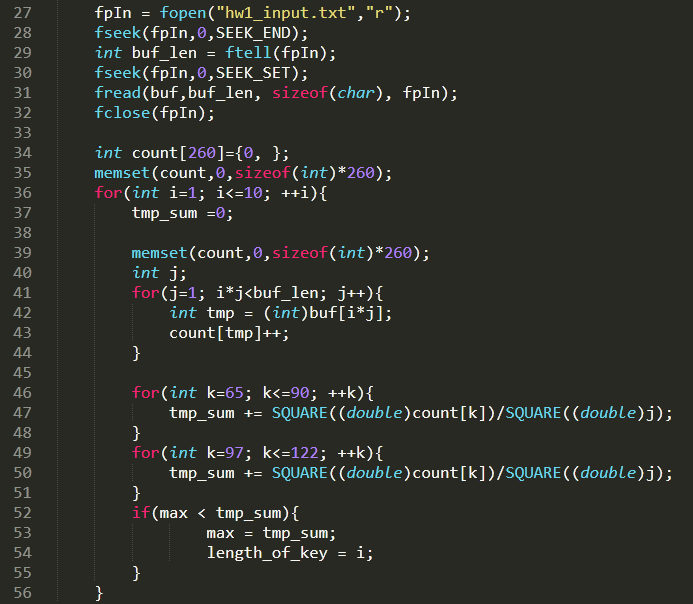 27 fpIn = fopen("hw1_input.txt","r");
28 fseek(fpIn,0,SEEK_END);
29 int buf_len = ftell(fpIn);
30 fseek(fpIn,0,SEEK_SET);
31 fread(buf,buf_len, sizeof(char), fpIn);
32 fclose(fpIn);
33
34 int count[260]={0, };
35 memset(count,0,sizeof(int)*260);
36 for(int i=1; i<=10; ++i){
37 tmp_sum =0;
38
39 memset(count,0,sizeof(int)*260);
40 int j;
41 for(j=1; i*j<buf_len; j++){
42 int tmp = (int)buf[i*j];
43 count[tmp]++;
44 }
45
46 for(int k=65; k<=90; ++k){
47 tmp_sum += SQUARE((double)count[k])/SQUARE((double)j);
48 }
49 for(int k=97; k<=122; ++k){
50 tmp_sum += SQUARE((double)count[k])/SQUARE((double)j);
51 }
52 if(max < tmp_sum){
53 max = tmp_sum;
54 length_of_key = i;
55 }
56 }